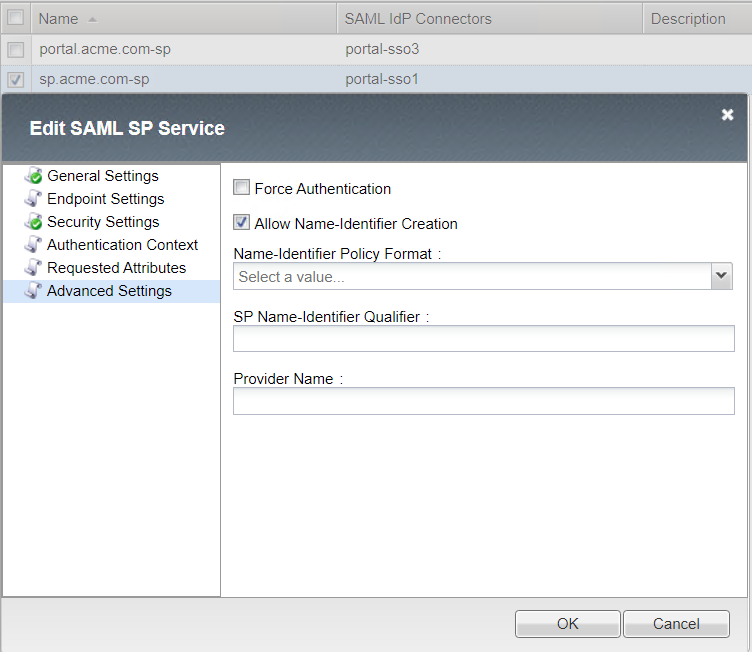 Name SAML IdP Connectors Description
portal.acme.com-sp portal-sso3
sp.acme.com-sp portal-sso1
Edit SAML SP Service
General Settings
Endpoint Settings
Security Settings
Authentication Context
Requested Attributes
Advanced Settings
Force Authentication
Allow Name-Identifier Creation
Name-Identifier Policy Format :
Select a value...
SP Name-Identifier Qualifier :
Provider Name :
OK Cancel